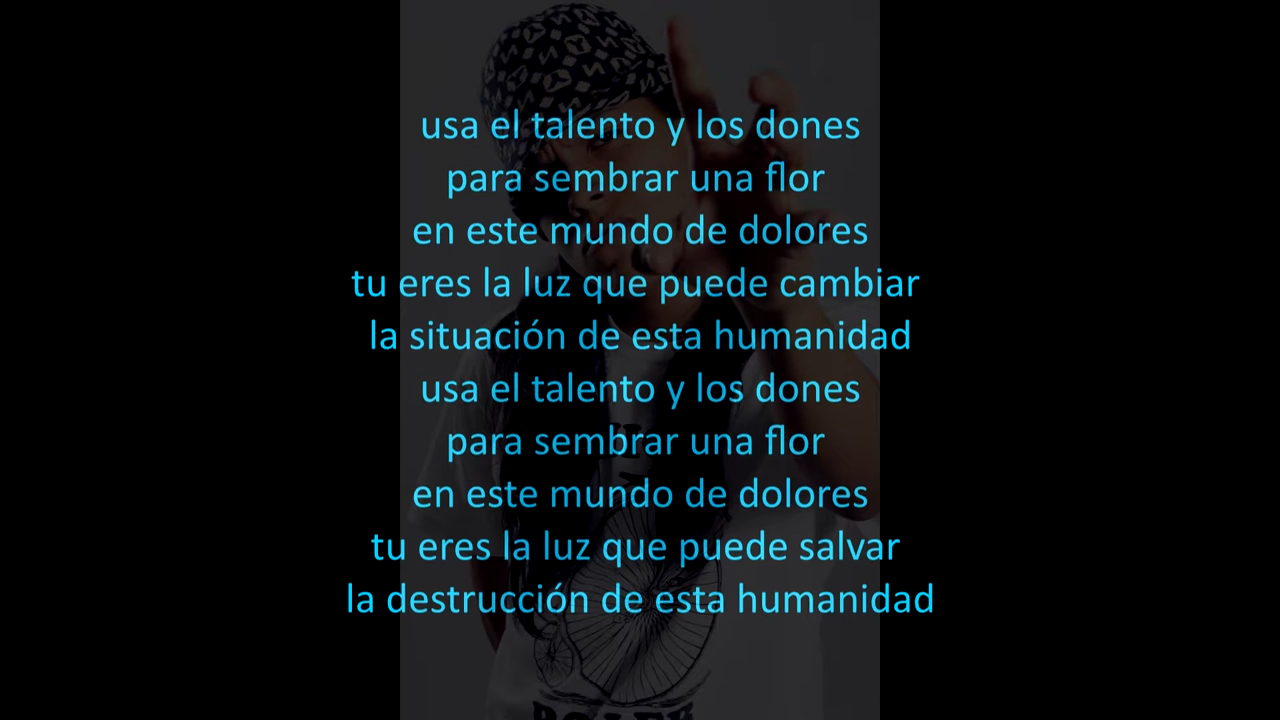 usa el talento y los dones
para sembrar una flor
en este mundo de dolores
tu eres la luz que puede cambiar
la situación de esta humanidad
usa el talento y los dones
para sembrar una flor
en este mundo de dolores
tu eres la luz que puede salvar
la destrucción de esta humanidad